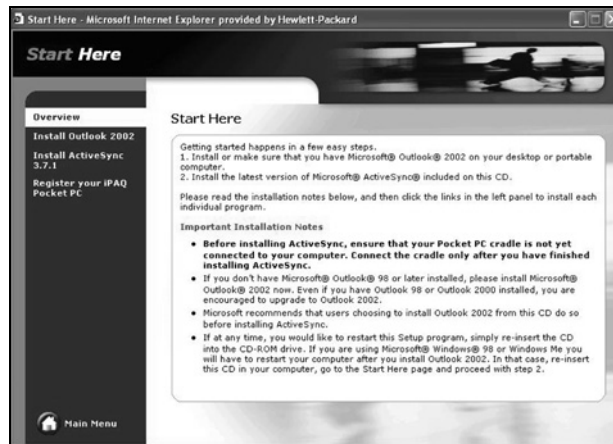 Start Here - Microsoft Internet Explorer provided by Hewlett-Packard
Start Here
Overview
Install Outlook 2002
Install ActiveSync
3.7.1
Register your iPAQ
Pocket PC
Main Menu
Start Here
Getting started happens in a few easy steps.
1. Install or make sure that you have Microsoft® Outlook® 2002 on your desktop or portable
computer.
2. Install the latest version of Microsoft® ActiveSync® included on this CD.
Please read the installation notes below, and then click the links in the left panel to install each
individual program.
Important Installation Notes
• Before installing ActiveSync, ensure that your Pocket PC cradle is not yet
connected to your computer. Connect the cradle only after you have finished
installing ActiveSync.
• If you don't have Microsoft® Outlook® 98 or later installed, please install Microsoft®
Outlook® 2002 now. Even if you have Outlook 98 or Outlook 2000 installed, you are
encouraged to upgrade to Outlook 2002.
• Microsoft recommends that users choosing to install Outlook 2002 from this CD do so
before installing ActiveSync.
• If at any time, you would like to restart this Setup program, simply re-insert the CD
into the CD-ROM drive. If you are using Microsoft® Windows® 98 or Windows Me you
will have to restart your computer after you install Outlook 2002. In that case, re-insert
this CD in your computer, go to the Start Here page and proceed with step 2.